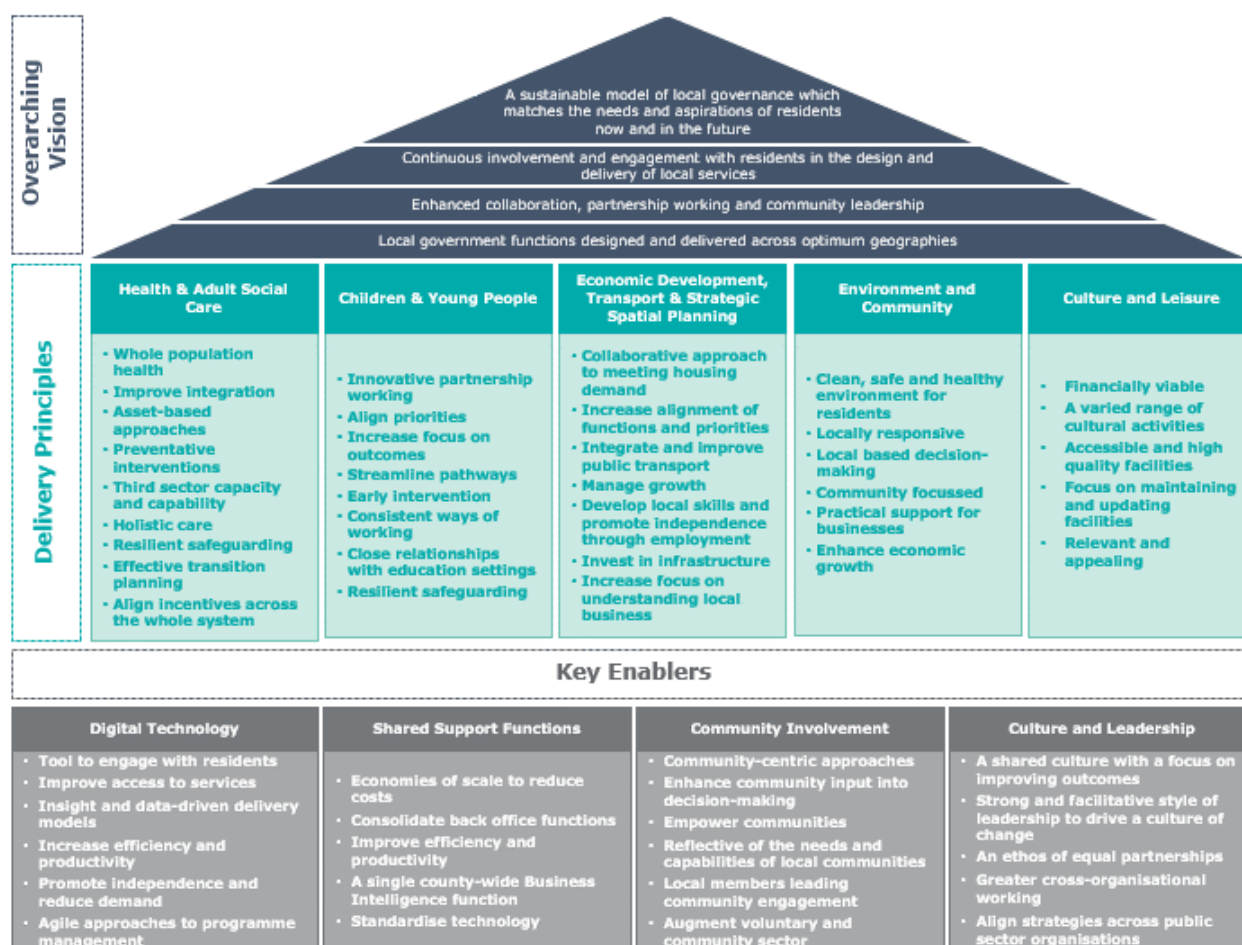 Overarching
Vision
A sustainable model of local governance which
matches the needs and aspirations of residents
now and in the future
Continuous involvement and engagement with residents in the design and
delivery of local services
Enhanced collaboration, partnership working and community leadership
Local government functions designed and delivered across optimum geographies
Delivery Principles
Health & Adult Social
Care
▪ Whole population
health
▪ Improve integration
▪ Asset-based
approaches
▪ Preventative
interventions
▪ Third sector capacity
and capability
▪ Holistic care
▪ Resilient safeguarding
▪ Effective transition
planning
▪ Align incentives across
the whole system
Children & Young People
▪ Innovative partnership
working
▪ Align priorities
▪ Increase focus on
outcomes
▪ Streamline pathways
▪ Early intervention
▪ Consistent ways of
working
▪ Close relationships
with education settings
▪ Resilient safeguarding
Economic Development,
Transport & Strategic
Spatial Planning
▪ Collaborative approach
to meeting housing
demand
▪ Increase alignment of
functions and priorities
▪ Integrate and improve
public transport
▪ Manage growth
▪ Develop local skills and
promote independence
through employment
▪ Invest in infrastructure
▪ Increase focus on
understanding local
business
Environment and
Community
▪ Clean, safe and healthy
environment for
residents
▪ Locally responsive
▪ Local based decision-
making
▪ Community focussed
▪ Practical support for
businesses
▪ Enhance economic
growth
Culture and Leisure
▪ Financially viable
▪ A varied range of
cultural activities
▪ Accessible and high
quality facilities
▪ Focus on maintaining
and updating
facilities
▪ Relevant and
appealing
Key Enablers
Digital Technology
▪ Tool to engage with residents
▪ Improve access to services
▪ Insight and data-driven delivery
models
▪ Increase efficiency and
productivity
▪ Promote independence and
reduce demand
▪ Agile approaches to programme
management
Shared Support Functions
▪ Economies of scale to reduce
costs
▪ Consolidate back office functions
▪ Improve efficiency and
productivity
▪ A single county-wide Business
Intelligence function
▪ Standardise technology
Community Involvement
▪ Community-centric approaches
▪ Enhance community input into
decision-making
▪ Empower communities
▪ Reflective of the needs and
capabilities of local communities
▪ Local members leading
community engagement
▪ Augment voluntary and
community sector
Culture and Leadership
▪ A shared culture with a focus on
improving outcomes
▪ Strong and facilitative style of
leadership to drive a culture of
change
▪ An ethos of equal partnerships
▪ Greater cross-organisational
working
▪ Align strategies across public
sector organisations